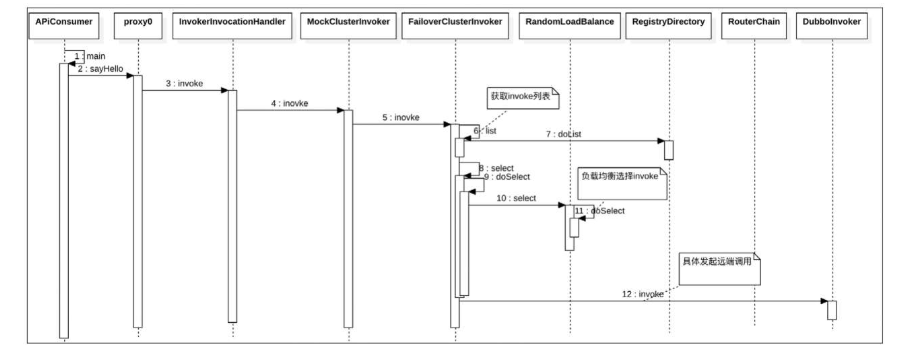 APiConsumer
proxy0
InvokerInvocationHandler
MockClusterInvoker
FailoverClusterInvoker
RandomLoadBalance
RegistryDirectory
RouterChain
DubboInvoker
1 : main
2 : sayHello
3 : invoke
4 : inovke
5 : inovke
获取invoke列表
6 : list
7 : doList
8 : select
9 : doSelect
负载均衡选择invoke
10 : select
11 : doSelect
具体发起远端调用
12 : invoke